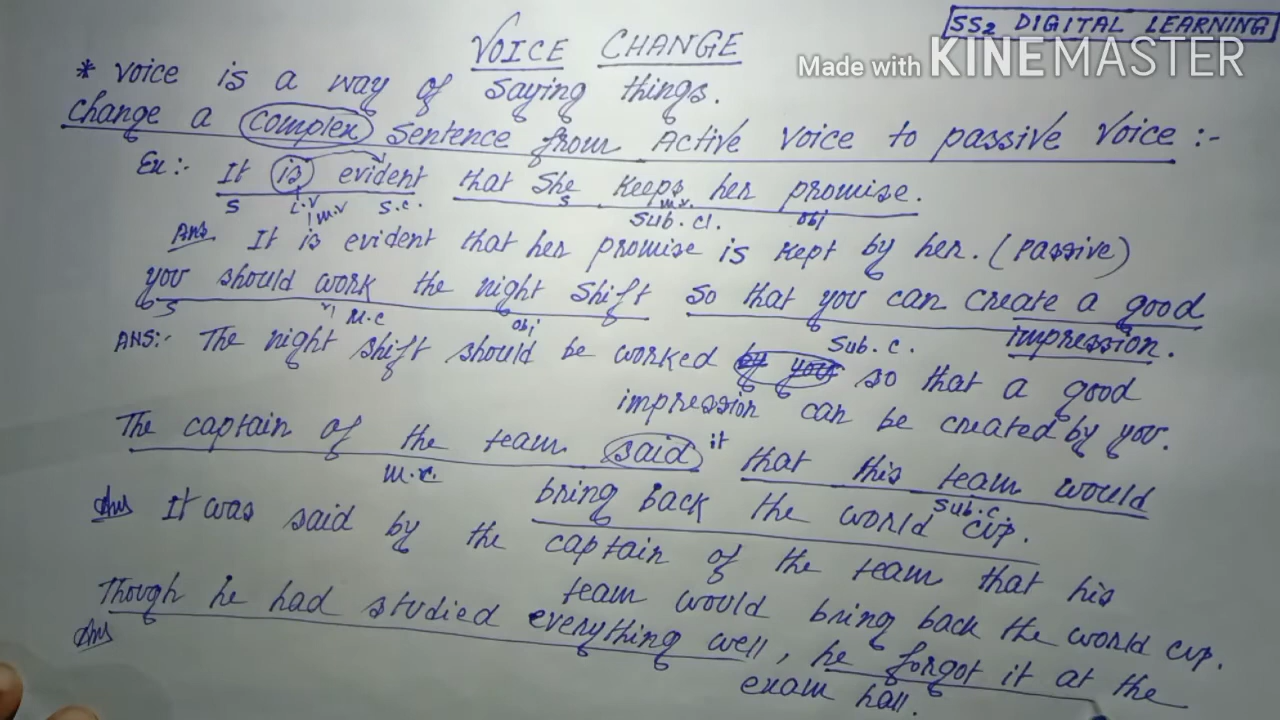 SS2 DIGITAL LEARNING
Made with KINEMASTER
VOICE CHANGE
* Voice is a way of saying things.
Change a complex sentence from Active voice to passive voice :-
Ex:- It is evident that She keeps her promise.
S L.V S.C. S m.v. obj
m.v Sub. cl.
Ans It is evident that her promise is kept by her. (Passive)
you should work the night shift so that you can create a good
impression.
S v M.C obj Sub. C.
ANS:- The night shift should be worked by you so that a good
impression can be created by you.
The captain of the team said it that this team would
bring back the world cup.
m.c. Sub. C.
Ans It was said by the captain of the team that his
team would bring back the world cup.
Though he had studied everything well, he forgot it at the
exam hall.
Ans